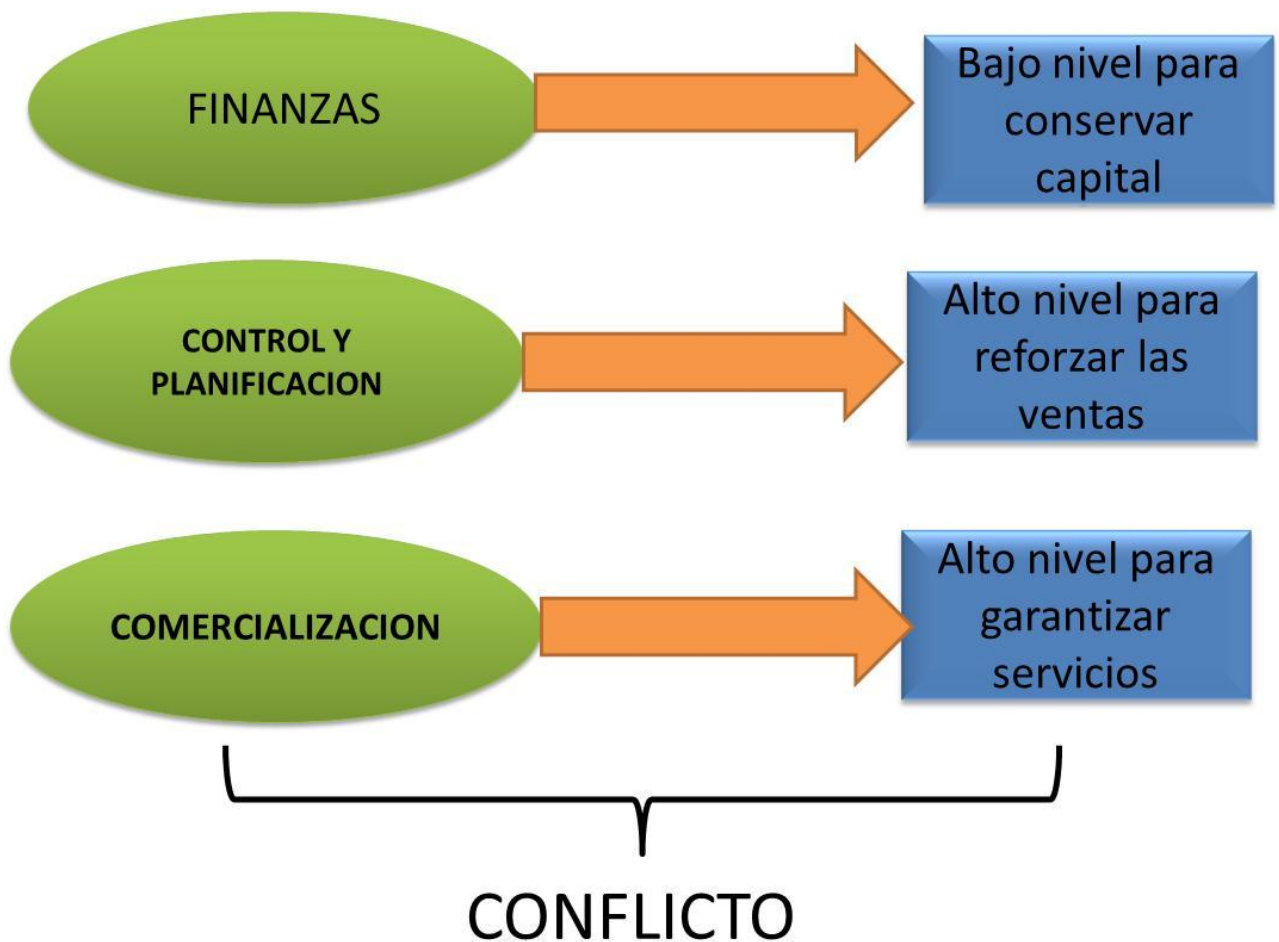 FINANZAS
Bajo nivel para
conservar
capital
CONTROL Y
PLANIFICACION
Alto nivel para
reforzar las
ventas
COMERCIALIZACION
Alto nivel para
garantizar
servicios
CONFLICTO